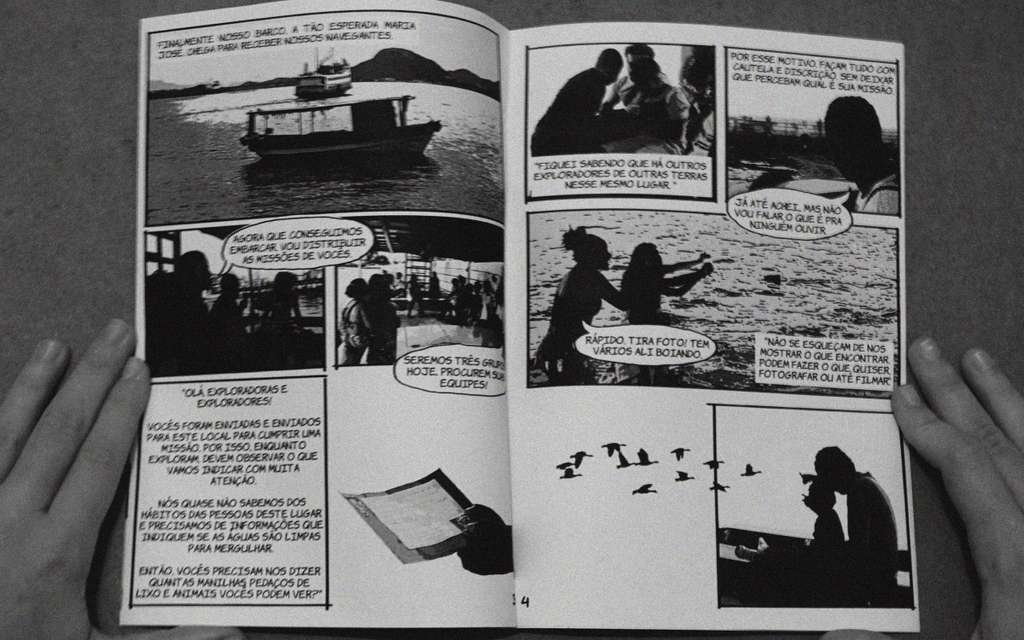 FINALMENTE NOSSO BARCO, A TÃO ESPERADA MARIA
JOSÉ, CHEGA PARA RECEBER NOSSOS NAVEGANTES.
AGORA QUE CONSEGUIMOS
EMBARCAR, VOU DISTRIBUIR
AS MISSÕES DE VOCÊS.
SEREMOS TRÊS GRUPOS
HOJE, PROCUREM SUAS
EQUIPES!
"OLÁ, EXPLORADORAS E
EXPLORADORES!
VOCÊS FORAM ENVIADAS E ENVIADOS
PARA ESTE LOCAL PARA CUMPRIR UMA
MISSÃO. POR ISSO, ENQUANTO
EXPLORAM, DEVEM OBSERVAR O QUE
VAMOS INDICAR COM MUITA
ATENÇÃO.
NÓS QUASE NÃO SABEMOS DOS
HÁBITOS DAS PESSOAS DESTE LUGAR
E PRECISAMOS DE INFORMAÇÕES QUE
INDIQUEM SE AS ÁGUAS SÃO LIMPAS
PARA MERGULHAR.
ENTÃO, VOCÊS PRECISAM NOS DIZER
QUANTAS MANILHAS, PEDAÇOS DE
LIXO E ANIMAIS VOCÊS PODEM VER?"
"FIQUEI SABENDO QUE HÁ OUTROS
EXPLORADORES DE OUTRAS TERRAS
NESSE MESMO LUGAR."
POR ESSE MOTIVO, FAÇAM TUDO COM
CAUTELA E DISCRIÇÃO, SEM DEIXAR
QUE PERCEBAM QUAL É SUA MISSÃO.
JÁ ATÉ ACHEI, MAS NÃO
VOU FALAR O QUE É PRA
NINGUÉM OUVIR
RÁPIDO, TIRA FOTO! TEM
VÁRIOS ALI BOIANDO.
"NÃO SE ESQUEÇAM DE NOS
MOSTRAR O QUE ENCONTRAR,
PODEM FAZER O QUE QUISER,
FOTOGRAFAR OU ATÉ FILMAR
3 4